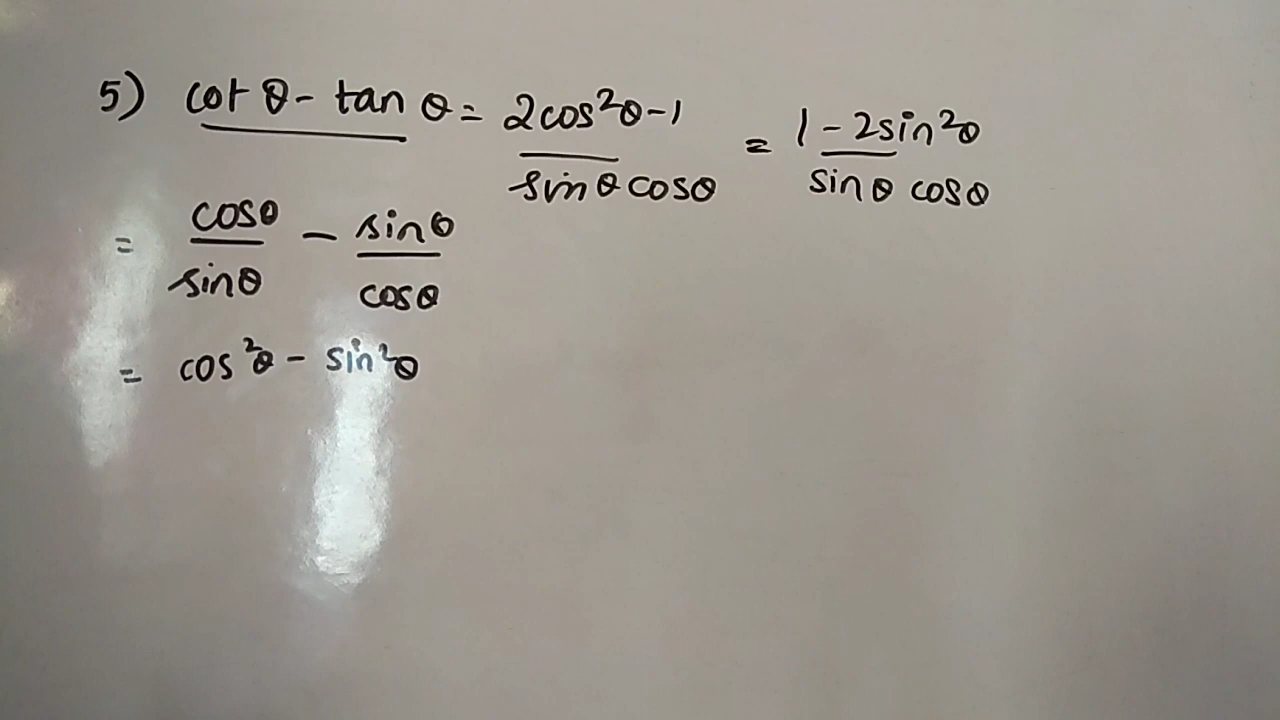 5) cot θ - tan θ = 2cos²θ-1 / sinθ cosθ = 1 - 2sin²θ / sinθ cosθ
= cosθ / sinθ - sinθ / cosθ
= cos²θ - sin²θ